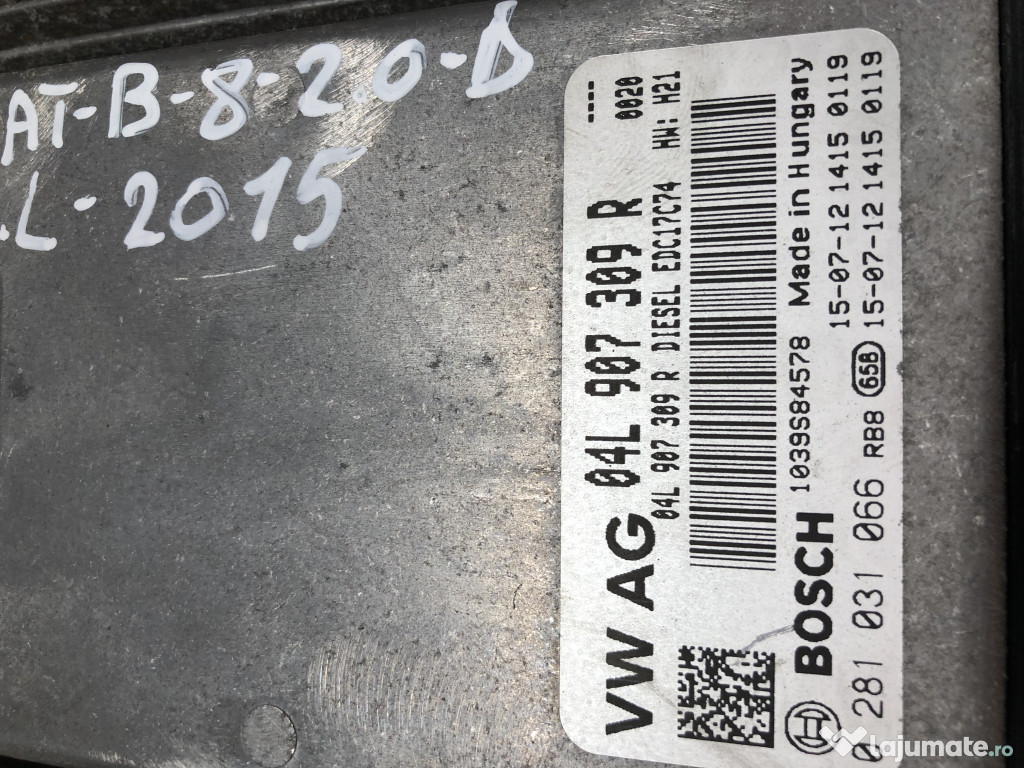 AT-B-8-2.0-D
.L-2015
VW AG 04L 907 309 R ----
04L 907 309 R DIESEL EDC17C74 HW: H21 0020
BOSCH 1039S84578 Made in Hungary
15-07-12 1415 0119
0 281 031 066 RB8 65B 15-07-12 1415 0119
lajumate.ro